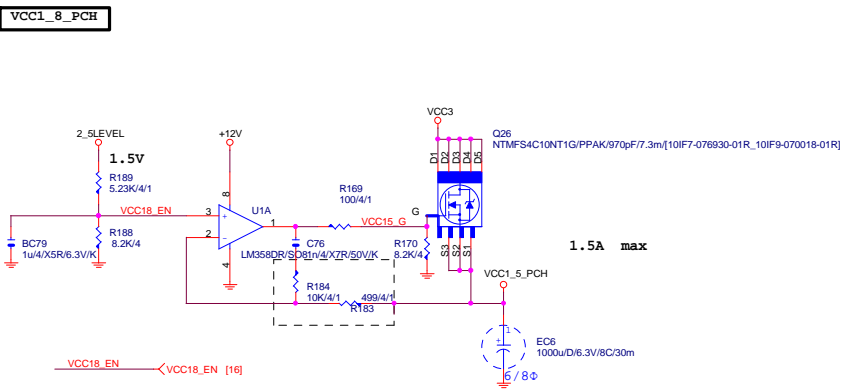 VCC1_8_PCH
VCC3
2_5LEVEL
+12V
Q26
NTMFS4C10NT1G/PPAK/970pF/7.3m/[10IF7-076930-01R_10IF9-070018-01R]
1.5V
D1
D2
D3
D4
D5
R189
5.23K/4/1
8
R169
100/4/1
VCC18_EN
3
+
U1A
1
VCC15_G
G
2
-
R188
8.2K/4
BC79
1u/4/X5R/6.3V/K
4
C76
LM358DR/SO81n/4/X7R/50V/K
R170
8.2K/4
S3
S2
S1
1.5A max
VCC1_5_PCH
R184
10K/4/1
499/4/1
R183
1
+
EC6
1000u/D/6.3V/8C/30m
6/8Φ
VCC18_EN
VCC18_EN [16]